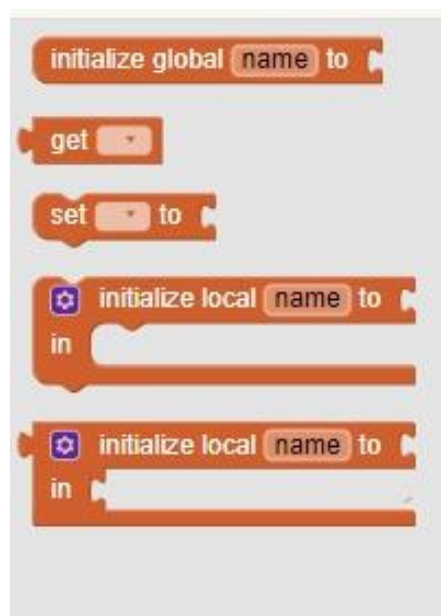 initialize global name to
get
set to
initialize local name to
in
initialize local name to
in